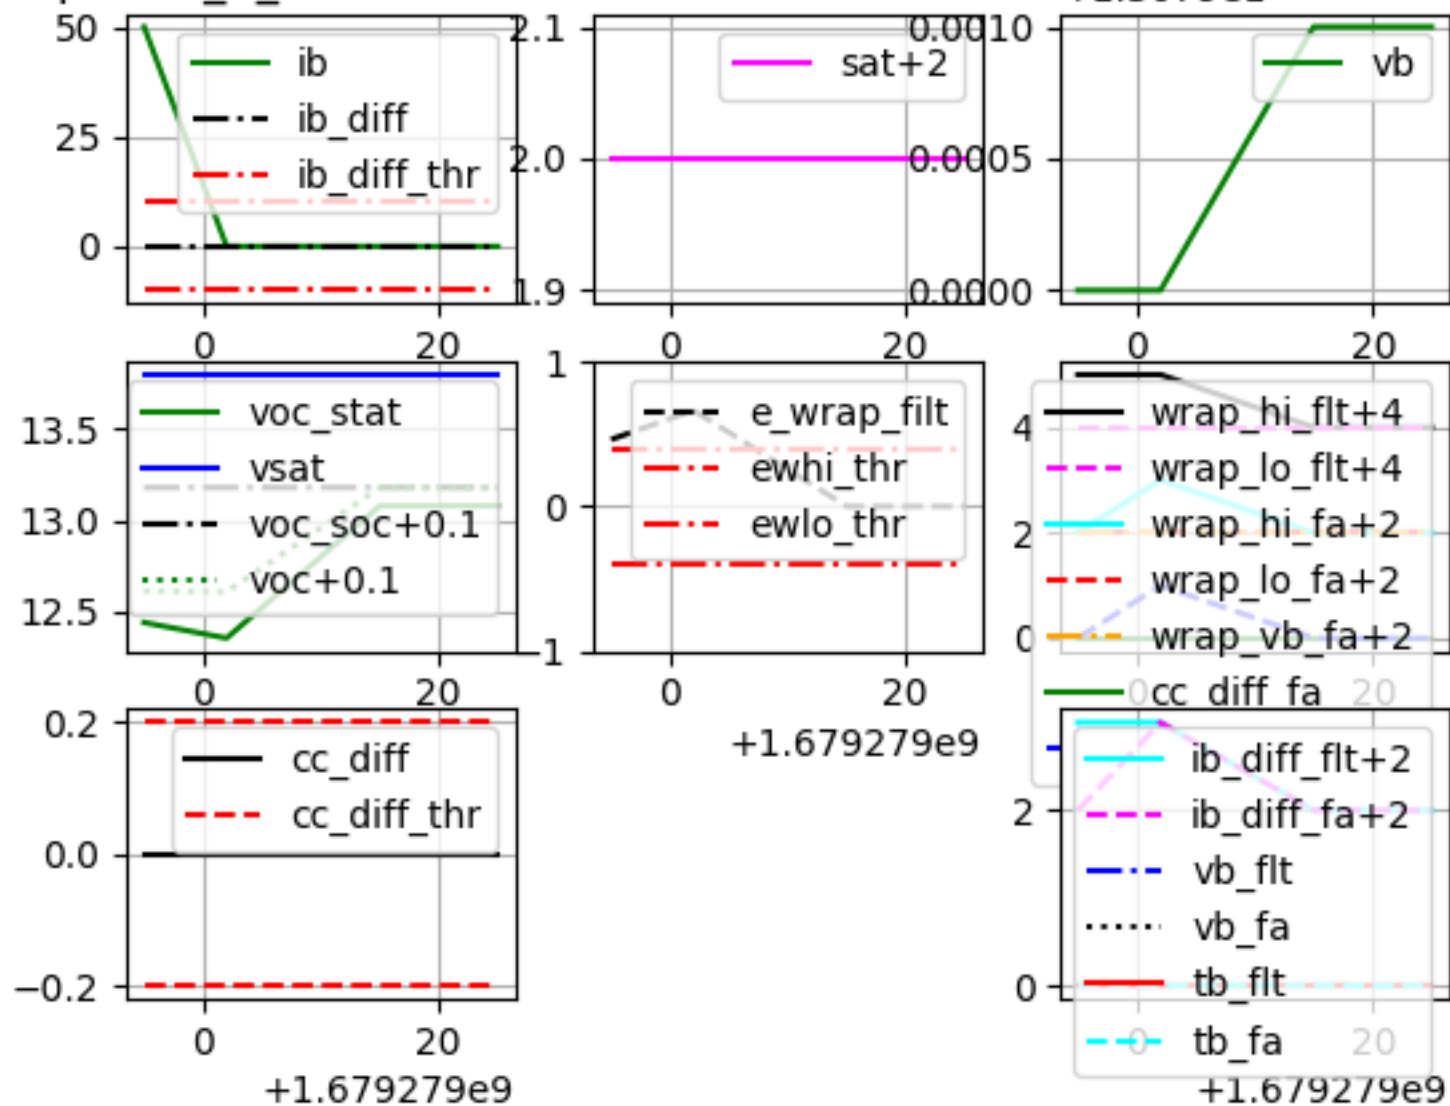 50
25
0
ib
ib_diff
ib_diff_thr
0
20
2.1
2.0
1.9
sat+2
0
20
0.0010
0.0005
0.0000
vb
0
20
13.5
13.0
12.5
voc_stat
vsat
voc_soc+0.1
voc+0.1
0
20
1
0
−1
e_wrap_filt
ewhi_thr
ewlo_thr
0
20
+1.679279e9
4
2
0
wrap_hi_flt+4
wrap_lo_flt+4
wrap_hi_fa+2
wrap_lo_fa+2
wrap_vb_fa+2
cc_diff_fa
0
20
0.2
0.0
−0.2
cc_diff
cc_diff_thr
0
20
+1.679279e9
2
0
ib_diff_flt+2
ib_diff_fa+2
vb_flt
vb_fa
tb_flt
tb_fa
0
20
+1.679279e9